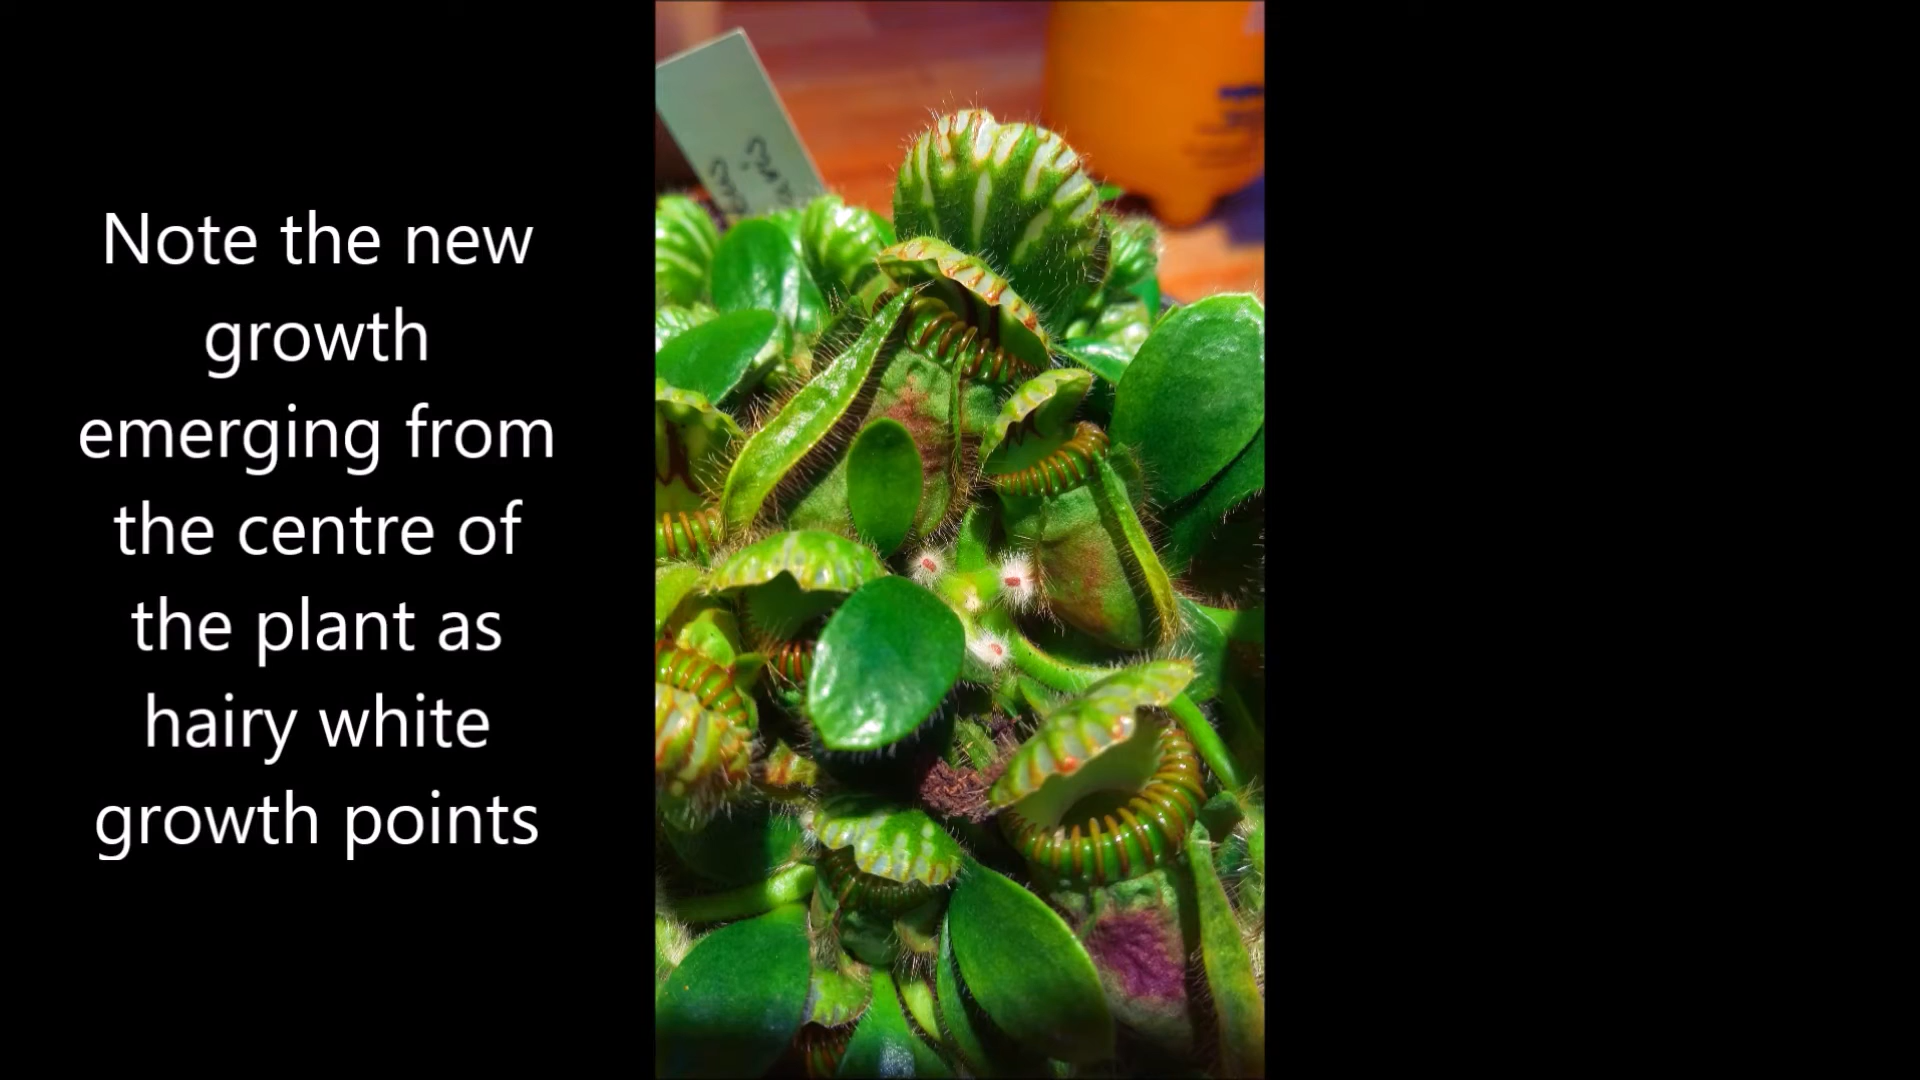 Note the new
growth
emerging from
the centre of
the plant as
hairy white
growth points